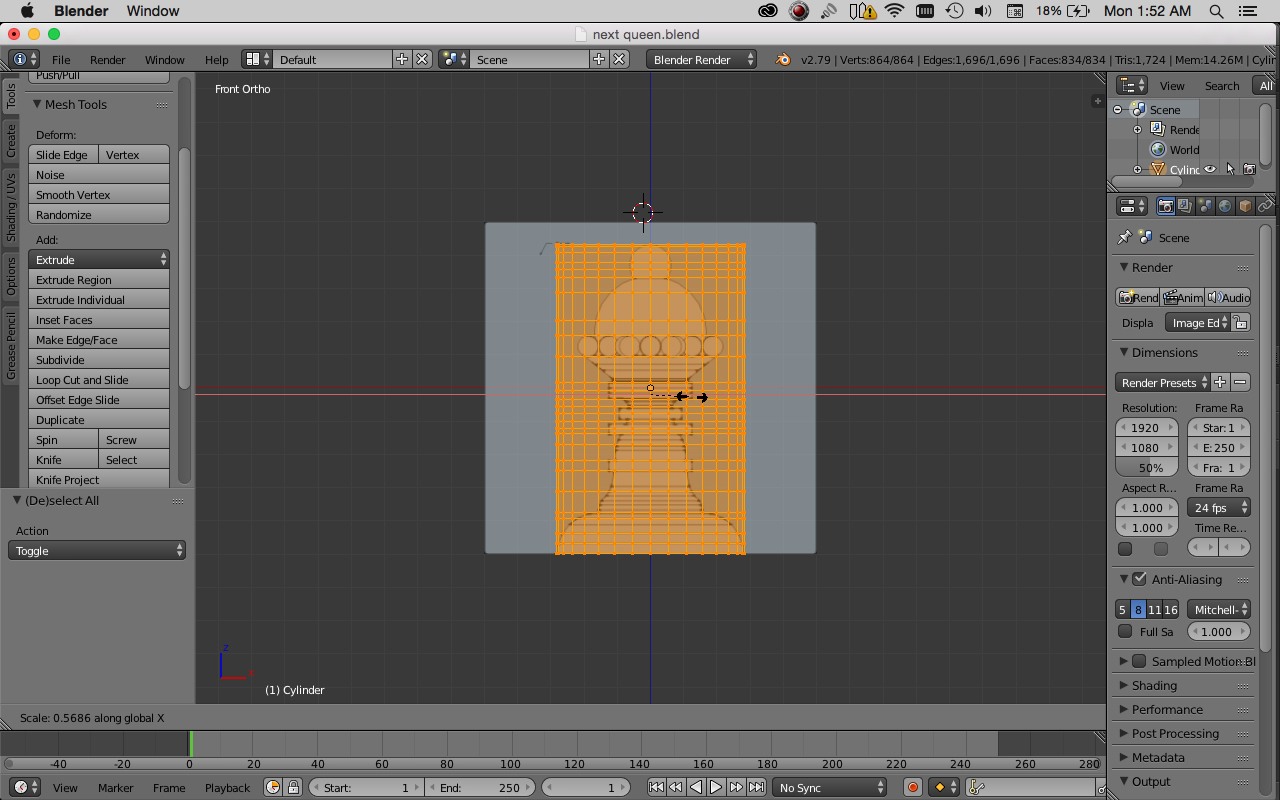 Blender Window 18% Mon 1:52 AM
next queen.blend
File Render Window Help Default Scene Blender Render v2.79 | Verts:864/864 | Edges:1,696/1,696 | Faces:834/834 | Tris:1,724 | Mem:14.26M | Cylin
Push/Pull
Mesh Tools
Deform:
Slide Edge Vertex
Noise
Smooth Vertex
Randomize
Add:
Extrude
Extrude Region
Extrude Individual
Inset Faces
Make Edge/Face
Subdivide
Loop Cut and Slide
Offset Edge Slide
Duplicate
Spin Screw
Knife Select
Knife Project
Tools
Create
Shading / UVs
Options
Grease Pencil
(De)select All
Action
Toggle
Front Ortho
z
x
(1) Cylinder
Scale: 0.5686 along global X
View Search All
Scene
Rende
World
Cylinc
Scene
Render
Rend Anim Audio
Displa Image Ed
Dimensions
Render Presets
Resolution: Frame Ra
1920 Star: 1
1080 E: 250
50% Fra: 1
Aspect R... Frame Ra
1.000 24 fps
1.000 Time Re...
Anti-Aliasing
5 8 11 16 Mitchell-
Full Sa 1.000
Sampled Motion Bl
Shading
Performance
Post Processing
Metadata
Output
-40 -20 0 20 40 60 80 100 120 140 160 180 200 220 240 260 280
View Marker Frame Playback Start: 1 End: 250 1 No Sync